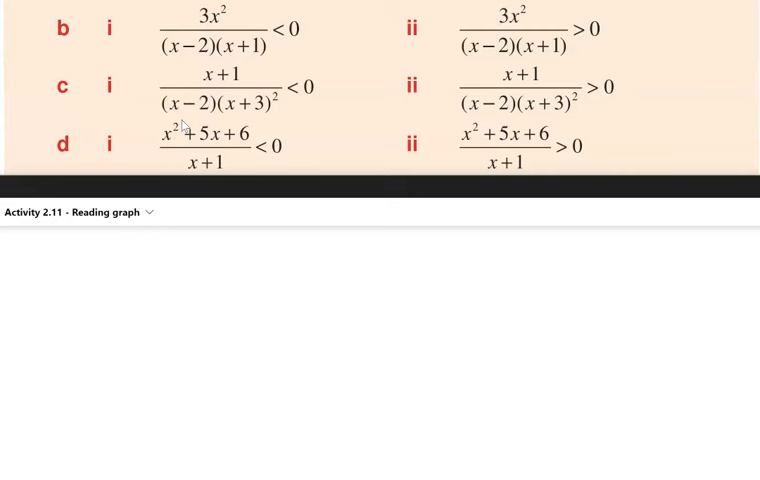 b i 3x²/((x−2)(x+1)) < 0 ii 3x²/((x−2)(x+1)) > 0
c i (x+1)/((x−2)(x+3)²) < 0 ii (x+1)/((x−2)(x+3)²) > 0
d i (x²+5x+6)/(x+1) < 0 ii (x²+5x+6)/(x+1) > 0
Activity 2.11 - Reading graph